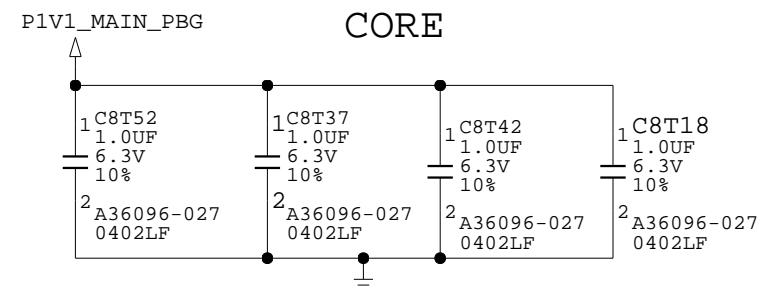 P1V1_MAIN_PBG
CORE
1 C8T52
1.0UF
6.3V
10%
2 A36096-027
0402LF
1 C8T37
1.0UF
6.3V
10%
2 A36096-027
0402LF
1 C8T42
1.0UF
6.3V
10%
2 A36096-027
0402LF
1 C8T18
1.0UF
6.3V
10%
2 A36096-027
0402LF